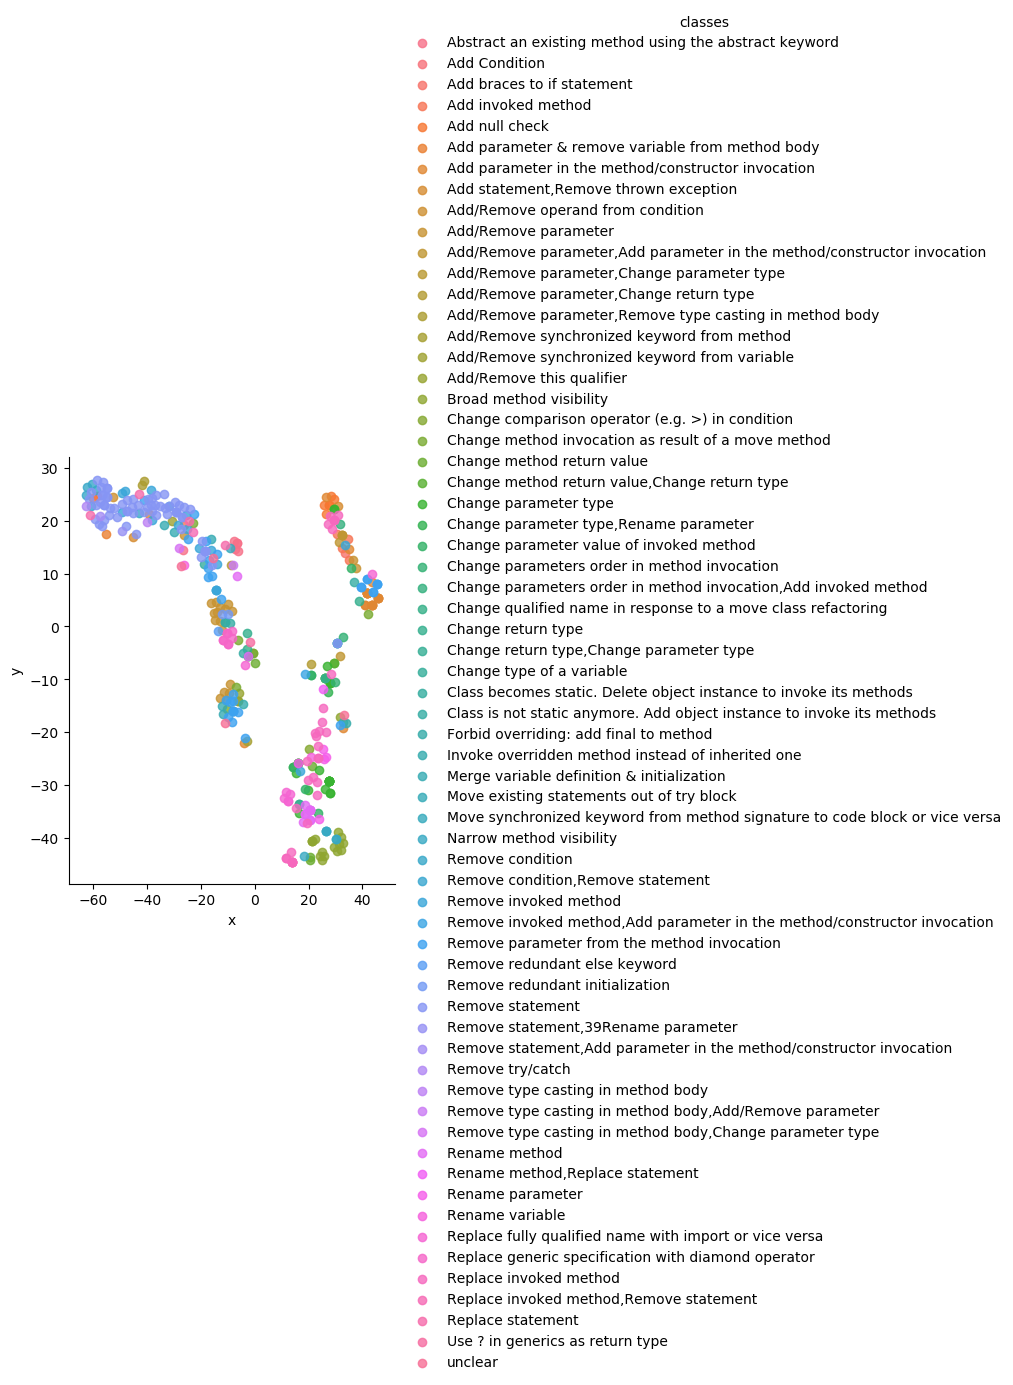 classes
Abstract an existing method using the abstract keyword
Add Condition
Add braces to if statement
Add invoked method
Add null check
Add parameter & remove variable from method body
Add parameter in the method/constructor invocation
Add statement,Remove thrown exception
Add/Remove operand from condition
Add/Remove parameter
Add/Remove parameter,Add parameter in the method/constructor invocation
Add/Remove parameter,Change parameter type
Add/Remove parameter,Change return type
Add/Remove parameter,Remove type casting in method body
Add/Remove synchronized keyword from method
Add/Remove synchronized keyword from variable
Add/Remove this qualifier
Broad method visibility
Change comparison operator (e.g. >) in condition
Change method invocation as result of a move method
Change method return value
Change method return value,Change return type
Change parameter type
Change parameter type,Rename parameter
Change parameter value of invoked method
Change parameters order in method invocation
Change parameters order in method invocation,Add invoked method
Change qualified name in response to a move class refactoring
Change return type
Change return type,Change parameter type
Change type of a variable
Class becomes static. Delete object instance to invoke its methods
Class is not static anymore. Add object instance to invoke its methods
Forbid overriding: add final to method
Invoke overridden method instead of inherited one
Merge variable definition & initialization
Move existing statements out of try block
Move synchronized keyword from method signature to code block or vice versa
Narrow method visibility
Remove condition
Remove condition,Remove statement
Remove invoked method
Remove invoked method,Add parameter in the method/constructor invocation
Remove parameter from the method invocation
Remove redundant else keyword
Remove redundant initialization
Remove statement
Remove statement,39Rename parameter
Remove statement,Add parameter in the method/constructor invocation
Remove try/catch
Remove type casting in method body
Remove type casting in method body,Add/Remove parameter
Remove type casting in method body,Change parameter type
Rename method
Rename method,Replace statement
Rename parameter
Rename variable
Replace fully qualified name with import or vice versa
Replace generic specification with diamond operator
Replace invoked method
Replace invoked method,Remove statement
Replace statement
Use ? in generics as return type
unclear
30
20
10
0
−10
−20
−30
−40
y
−60 −40 −20 0 20 40
x